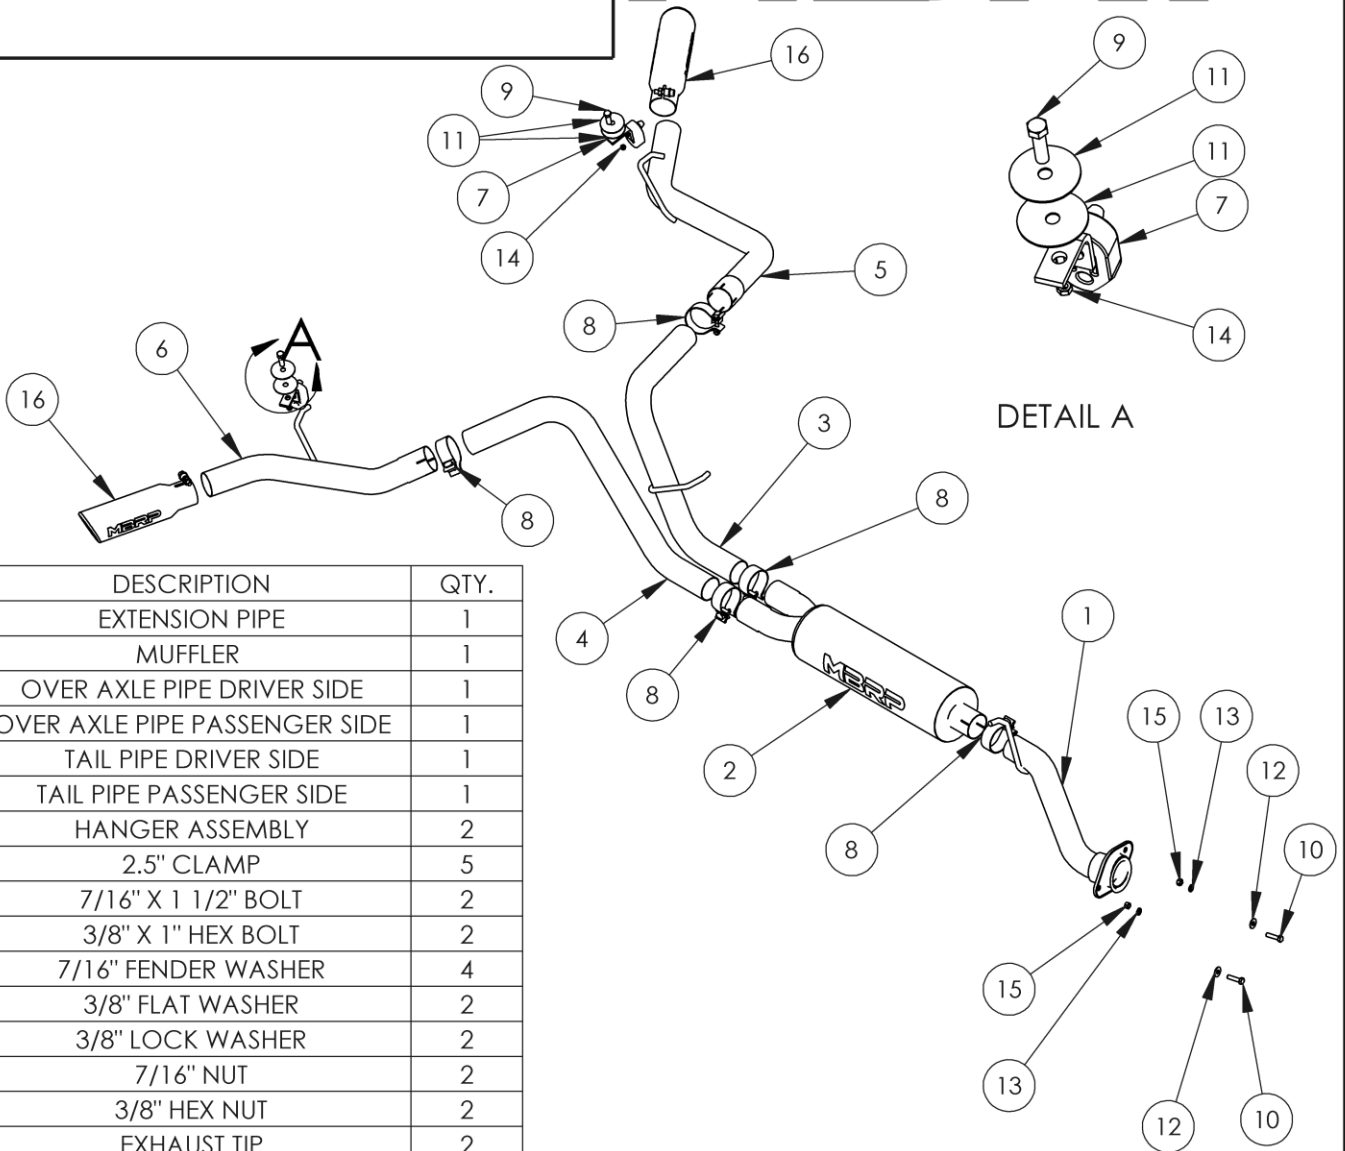 16
9
11
7
14
5
8
9
11
11
7
14
DETAIL A
A
6
16
8
3
8
4
8
MBRP
MBRP
2
8
1
15
13
12
10
15
13
12
10
DESCRIPTION QTY.
EXTENSION PIPE 1
MUFFLER 1
OVER AXLE PIPE DRIVER SIDE 1
OVER AXLE PIPE PASSENGER SIDE 1
TAIL PIPE DRIVER SIDE 1
TAIL PIPE PASSENGER SIDE 1
HANGER ASSEMBLY 2
2.5" CLAMP 5
7/16" X 1 1/2" BOLT 2
3/8" X 1" HEX BOLT 2
7/16" FENDER WASHER 4
3/8" FLAT WASHER 2
3/8" LOCK WASHER 2
7/16" NUT 2
3/8" HEX NUT 2
EXHAUST TIP 2